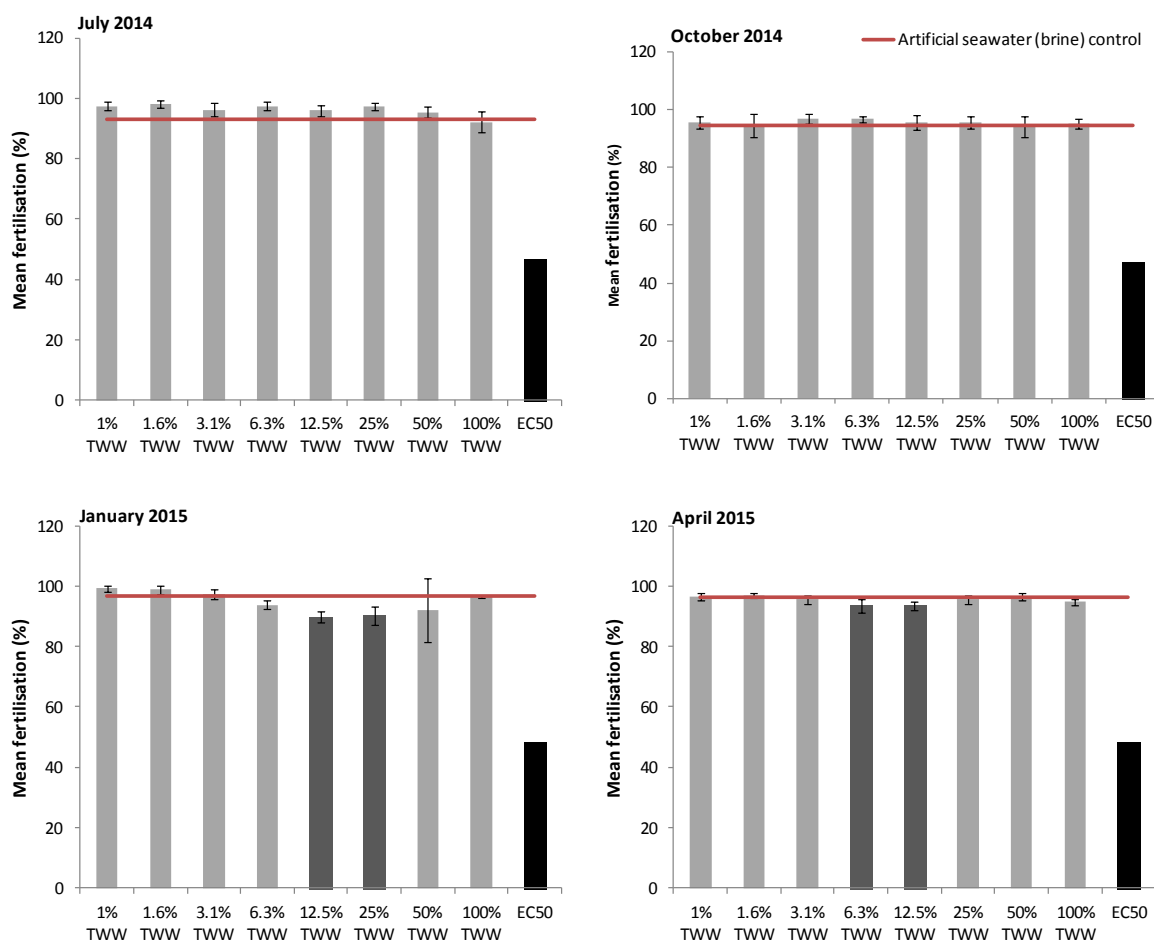 July 2014
120
100
80
60
40
20
0
Mean fertilisation (%)
1% 1.6% 3.1% 6.3% 12.5% 25% 50% 100% EC50
TWW TWW TWW TWW TWW TWW TWW TWW
October 2014
Artificial seawater (brine) control
120
100
80
60
40
20
0
Mean fertilisation (%)
1% 1.6% 3.1% 6.3% 12.5% 25% 50% 100% EC50
TWW TWW TWW TWW TWW TWW TWW TWW
January 2015
120
100
80
60
40
20
0
Mean fertilisation (%)
1% 1.6% 3.1% 6.3% 12.5% 25% 50% 100% EC50
TWW TWW TWW TWW TWW TWW TWW TWW
April 2015
120
100
80
60
40
20
0
Mean fertilisation (%)
1% 1.6% 3.1% 6.3% 12.5% 25% 50% 100% EC50
TWW TWW TWW TWW TWW TWW TWW TWW